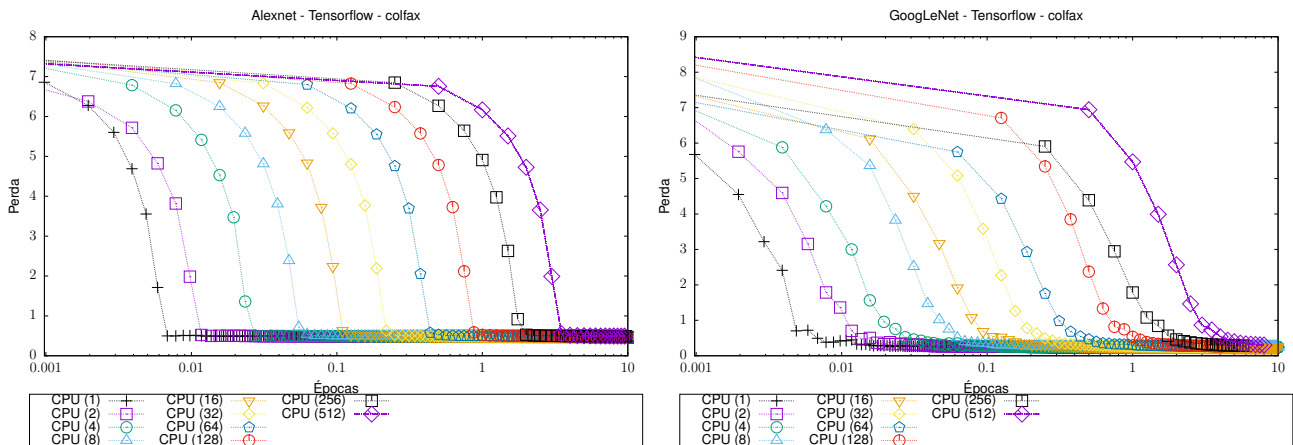 Alexnet - Tensorflow - colfax
8
7
6
5
4
3
2
1
0
Perda
0.001 0.01 0.1 1 10
Épocas
CPU (1) CPU (16) CPU (256)
CPU (2) CPU (32) CPU (512)
CPU (4) CPU (64)
CPU (8) CPU (128)
GoogLeNet - Tensorflow - colfax
9
8
7
6
5
4
3
2
1
0
Perda
0.001 0.01 0.1 1 10
Épocas
CPU (1) CPU (16) CPU (256)
CPU (2) CPU (32) CPU (512)
CPU (4) CPU (64)
CPU (8) CPU (128)